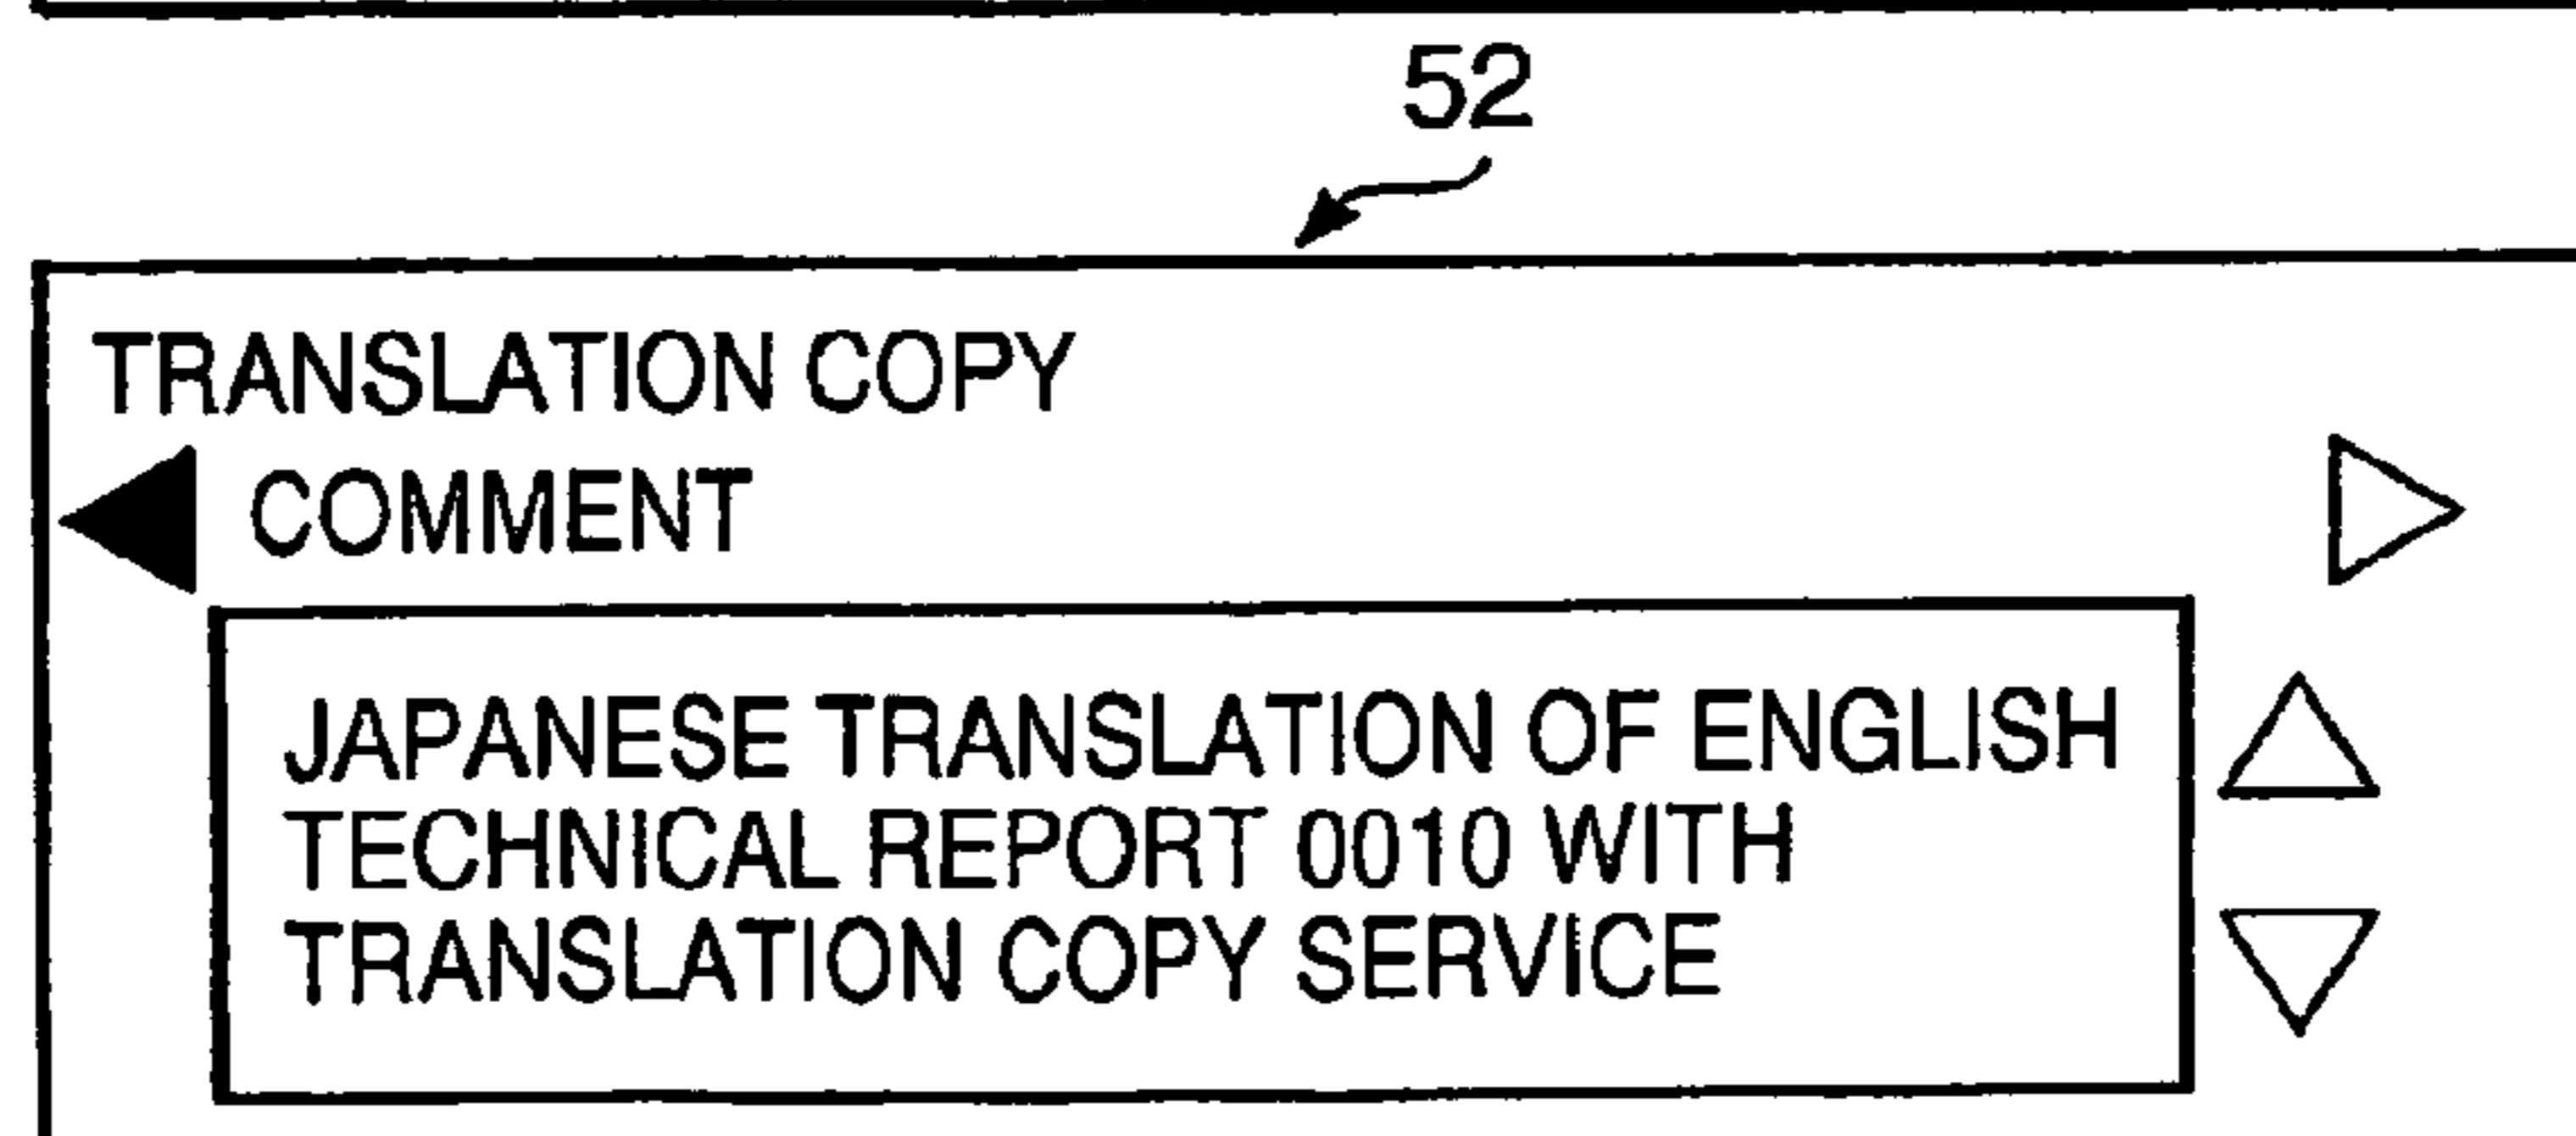 52
TRANSLATION COPY
COMMENT
JAPANESE TRANSLATION OF ENGLISH
TECHNICAL REPORT 0010 WITH
TRANSLATION COPY SERVICE